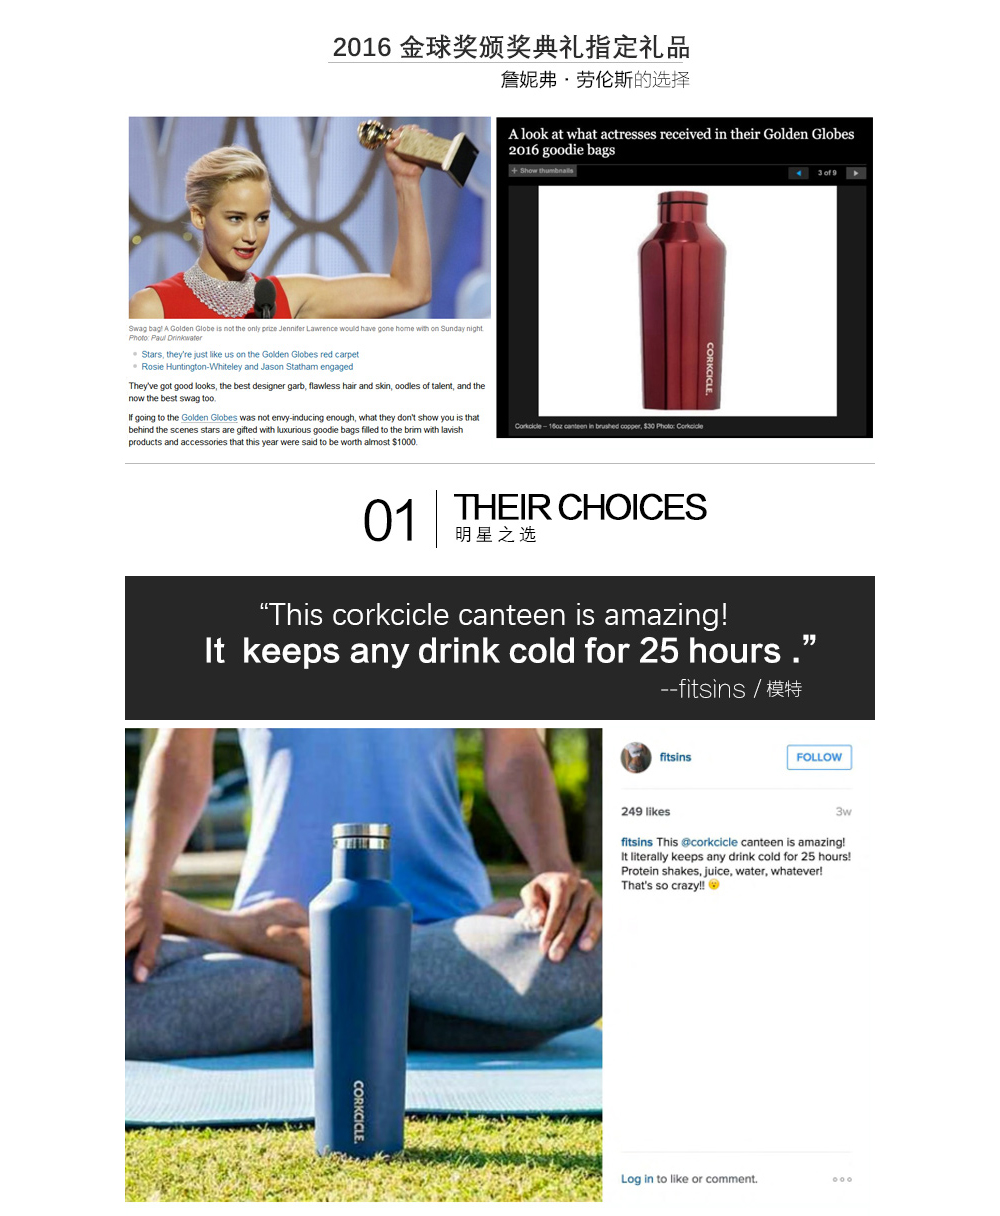 2016 金球奖颁奖典礼指定礼品
詹妮弗·劳伦斯的选择
Swag bag! A Golden Globe is not the only prize Jennifer Lawrence would have gone home with on Sunday night.
Photo: Paul Drinkwater
Stars, they're just like us on the Golden Globes red carpet
Rosie Huntington-Whiteley and Jason Statham engaged
They've got good looks, the best designer garb, flawless hair and skin, oodles of talent, and the
now the best swag too.
If going to the Golden Globes was not envy-inducing enough, what they don't show you is that
behind the scenes stars are gifted with luxurious goodie bags filled to the brim with lavish
products and accessories that this year were said to be worth almost $1000.
A look at what actresses received in their Golden Globes
2016 goodie bags
+ Show thumbnails
3 of 9
CORKCICLE.
Corkcicle – 16oz canteen in brushed copper, $30 Photo: Corkcicle
01
THEIR CHOICES
明星之选
“This corkcicle canteen is amazing!
It keeps any drink cold for 25 hours .”
--fitsins / 模特
CORKCICLE.
fitsins
FOLLOW
249 likes
3w
fitsins This @corkcicle canteen is amazing!
It literally keeps any drink cold for 25 hours!
Protein shakes, juice, water, whatever!
That's so crazy!! 😮
Log in to like or comment.